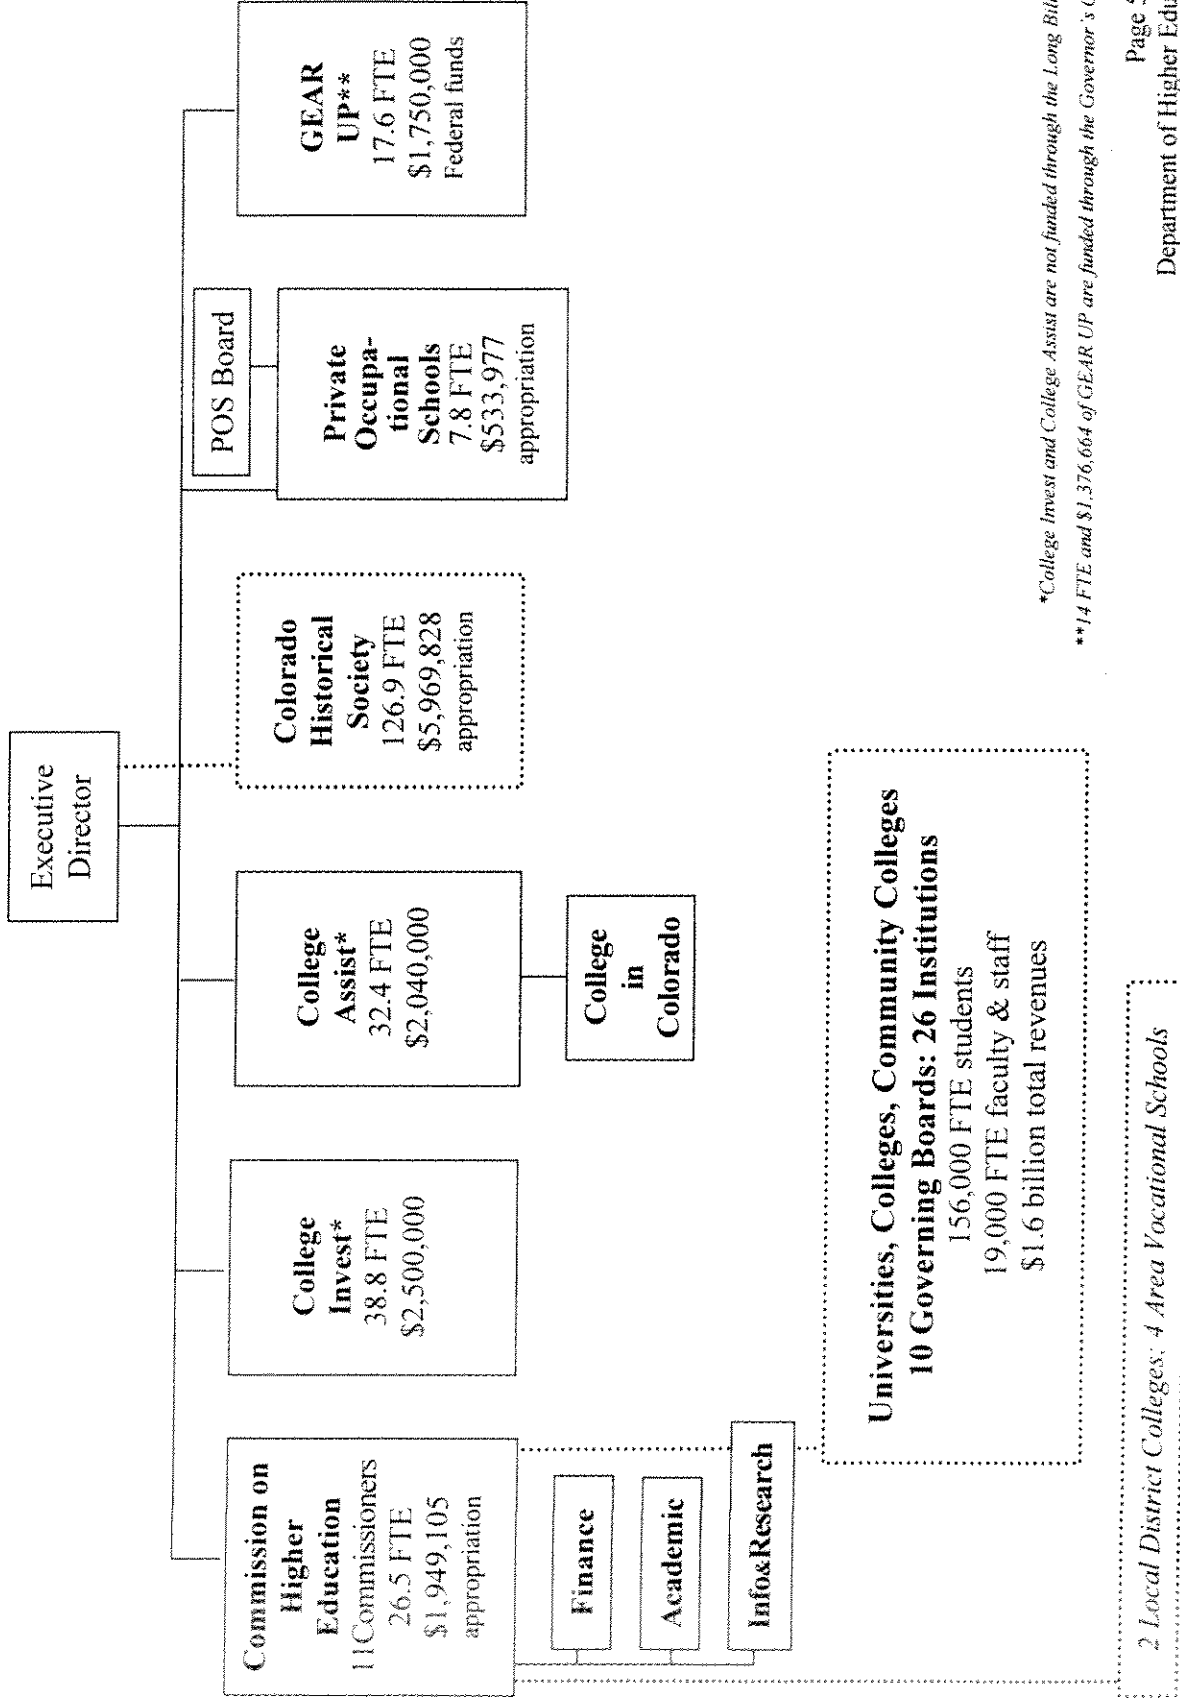 Executive
Director
Commission on
Higher
Education
11Commissioners
26.5 FTE
$1,949,105
appropriation
Finance
Academic
Info&Research
College
Invest*
38.8 FTE
$2,500,000
College
Assist*
32.4 FTE
$2,040,000
College
in
Colorado
Colorado
Historical
Society
126.9 FTE
$5,969,828
appropriation
POS Board
Private
Occupa-
tional
Schools
7.8 FTE
$533,977
appropriation
GEAR
UP**
17.6 FTE
$1,750,000
Federal funds
Universities, Colleges, Community Colleges
10 Governing Boards: 26 Institutions
156,000 FTE students
19,000 FTE faculty & staff
$1.6 billion total revenues
2 Local District Colleges; 4 Area Vocational Schools
*College Invest and College Assist are not funded through the Long Bill
**14 FTE and $1,376,664 of GEAR UP are funded through the Governor's
Page
Department of Higher